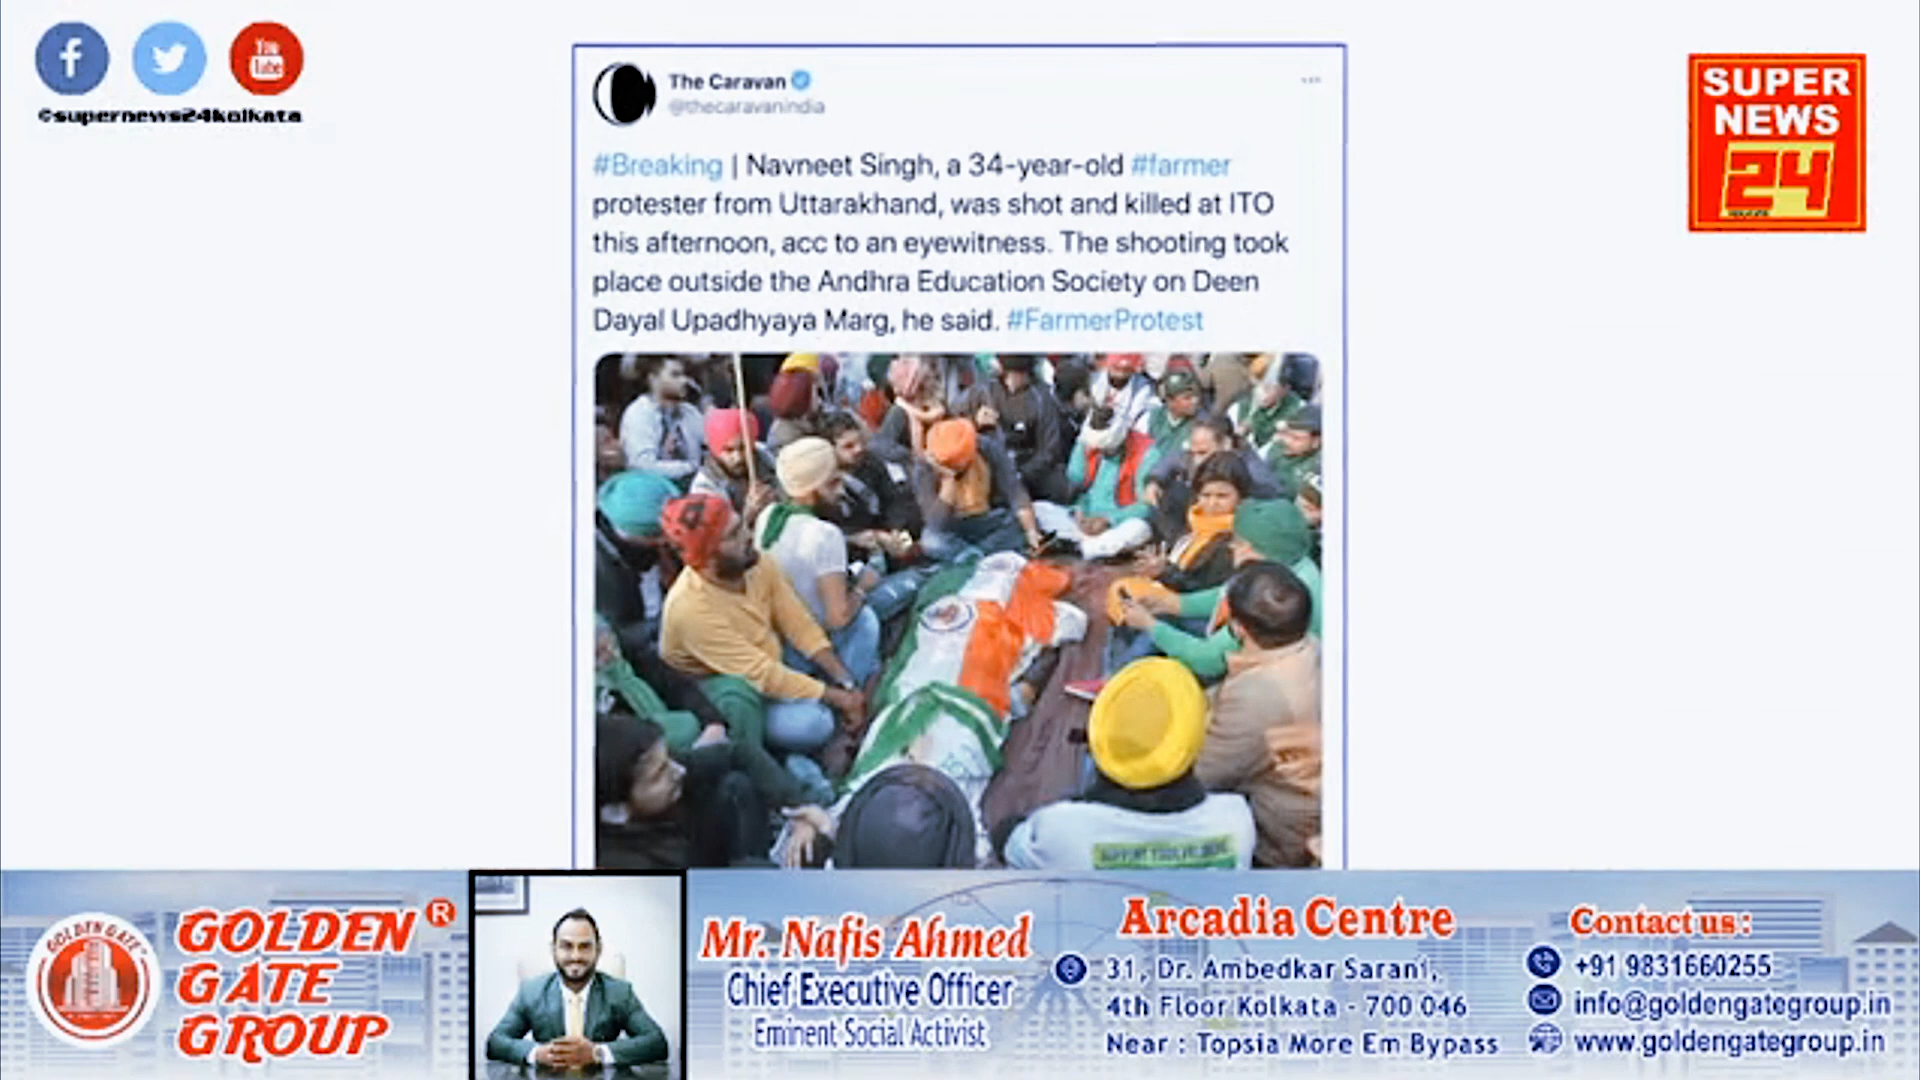 You
Tube
©supernews24kolkata
The Caravan
@thecaravanindia
#Breaking | Navneet Singh, a 34-year-old #farmer
protester from Uttarakhand, was shot and killed at ITO
this afternoon, acc to an eyewitness. The shooting took
place outside the Andhra Education Society on Deen
Dayal Upadhyaya Marg, he said. #FarmerProtest
SUPER
NEWS
24
GOLDEN GATE
GOLDEN ®
GATE
GROUP
Mr. Nafis Ahmed
Chief Executive Officer
Eminent Social Activist
Arcadia Centre
31, Dr. Ambedkar Sarani,
4th Floor Kolkata - 700 046
Near : Topsia More Em Bypass
Contact us :
+91 9831660255
info@goldengategroup.in
www.goldengategroup.in